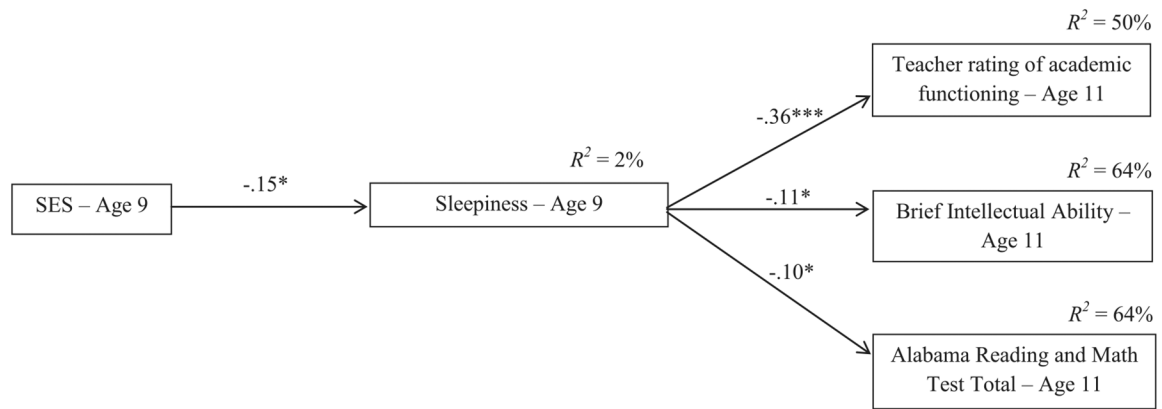 R² = 50%
Teacher rating of academic
functioning – Age 11
-.36***
R² = 2%
R² = 64%
SES – Age 9
-.15*
Sleepiness – Age 9
-.11*
Brief Intellectual Ability –
Age 11
-.10*
R² = 64%
Alabama Reading and Math
Test Total – Age 11